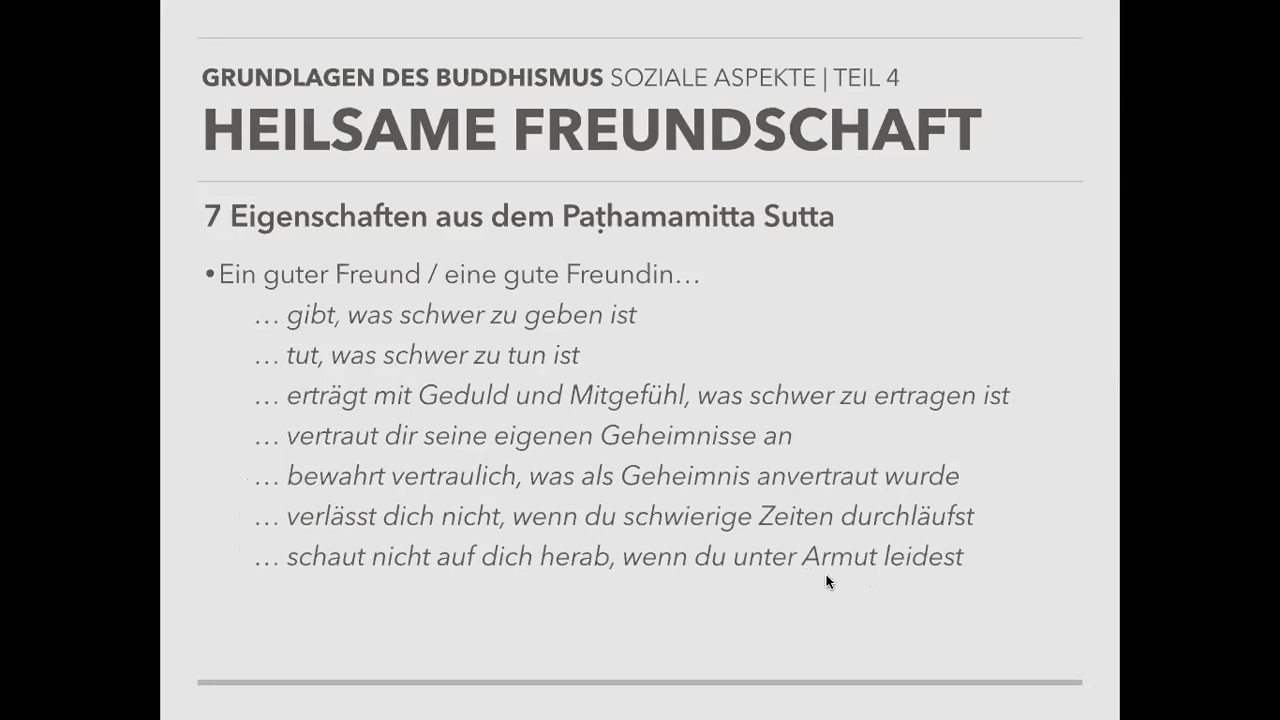 GRUNDLAGEN DES BUDDHISMUS SOZIALE ASPEKTE | TEIL 4
HEILSAME FREUNDSCHAFT
7 Eigenschaften aus dem Paṭhamamitta Sutta
•Ein guter Freund / eine gute Freundin…
… gibt, was schwer zu geben ist
… tut, was schwer zu tun ist
… erträgt mit Geduld und Mitgefühl, was schwer zu ertragen ist
… vertraut dir seine eigenen Geheimnisse an
… bewahrt vertraulich, was als Geheimnis anvertraut wurde
… verlässt dich nicht, wenn du schwierige Zeiten durchläufst
… schaut nicht auf dich herab, wenn du unter Armut leidest